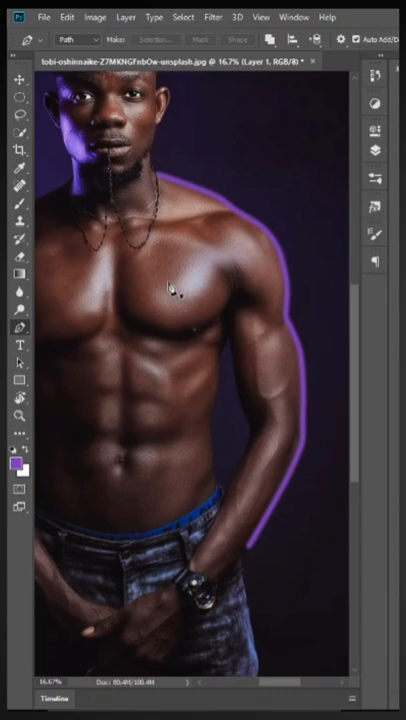 Ps File Edit Image Layer Type Select Filter 3D View Window Help
Path Make: Selection... Mask Shape Auto Add/D
tobi-oshinnaike-Z7MKNGFnbOw-unsplash.jpg @ 16.7% (Layer 1, RGB/8) * ×
16.67% Doc: 80.4M/100.4M
Timeline